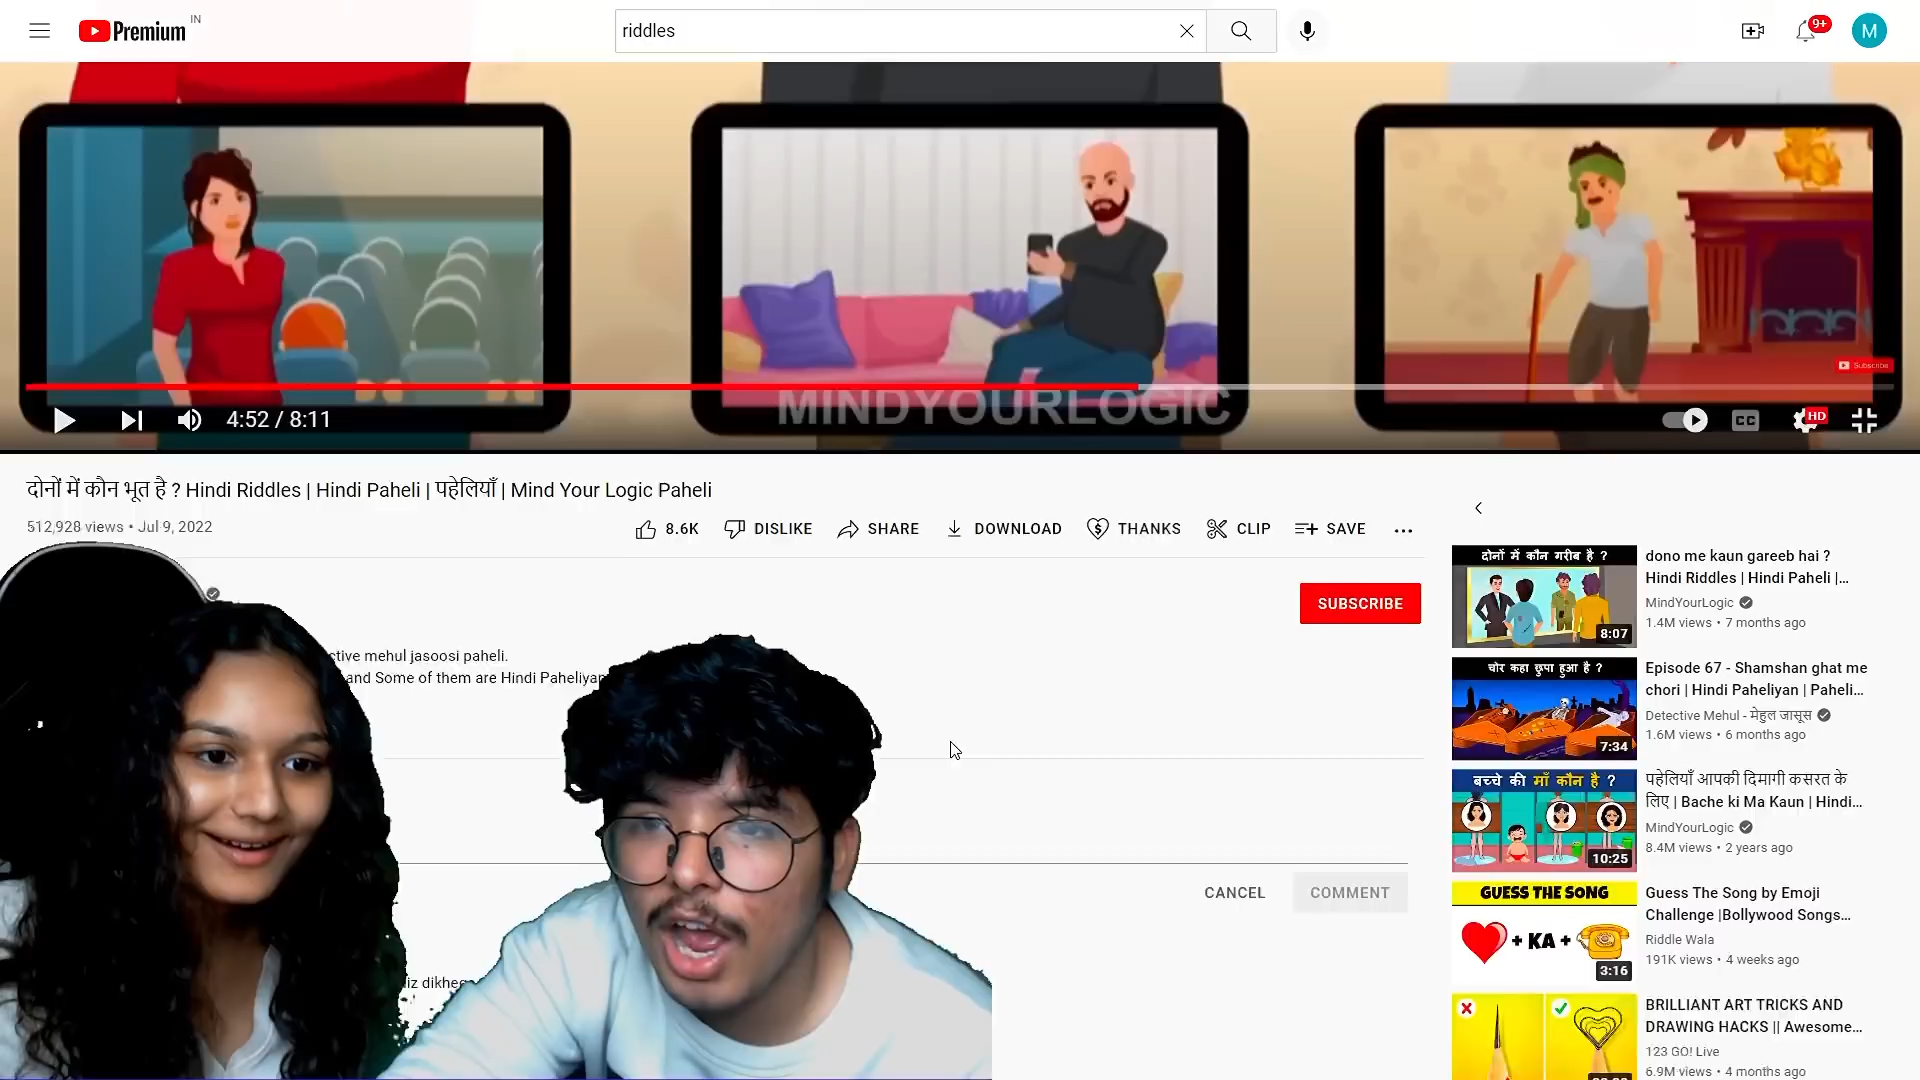 Premium IN
riddles
9+
M
Subscribe
MINDYOURLOGIC
4:52 / 8:11
CC
HD
दोनों में कौन भूत है ? Hindi Riddles | Hindi Paheli | पहेलियाँ | Mind Your Logic Paheli
512,928 views • Jul 9, 2022
8.6K
DISLIKE
SHARE
DOWNLOAD
THANKS
CLIP
SAVE
SUBSCRIBE
ctive mehul jasoosi paheli.
and Some of them are Hindi Paheliyan
CANCEL
COMMENT
iz dikhe
दोनों में कौन गरीब है ?
8:07
dono me kaun gareeb hai ?
Hindi Riddles | Hindi Paheli |...
MindYourLogic
1.4M views • 7 months ago
चोर कहा छुपा हुआ है ?
7:34
Episode 67 - Shamshan ghat me
chori | Hindi Paheliyan | Paheli...
Detective Mehul - मेहुल जासूस
1.6M views • 6 months ago
बच्चे की माँ कौन है ?
10:25
पहेलियाँ आपकी दिमागी कसरत के
लिए | Bache ki Ma Kaun | Hindi...
MindYourLogic
8.4M views • 2 years ago
GUESS THE SONG
+ KA +
3:16
Guess The Song by Emoji
Challenge |Bollywood Songs...
Riddle Wala
191K views • 4 weeks ago
BRILLIANT ART TRICKS AND
DRAWING HACKS || Awesome...
123 GO! Live
6.9M views • 4 months ago